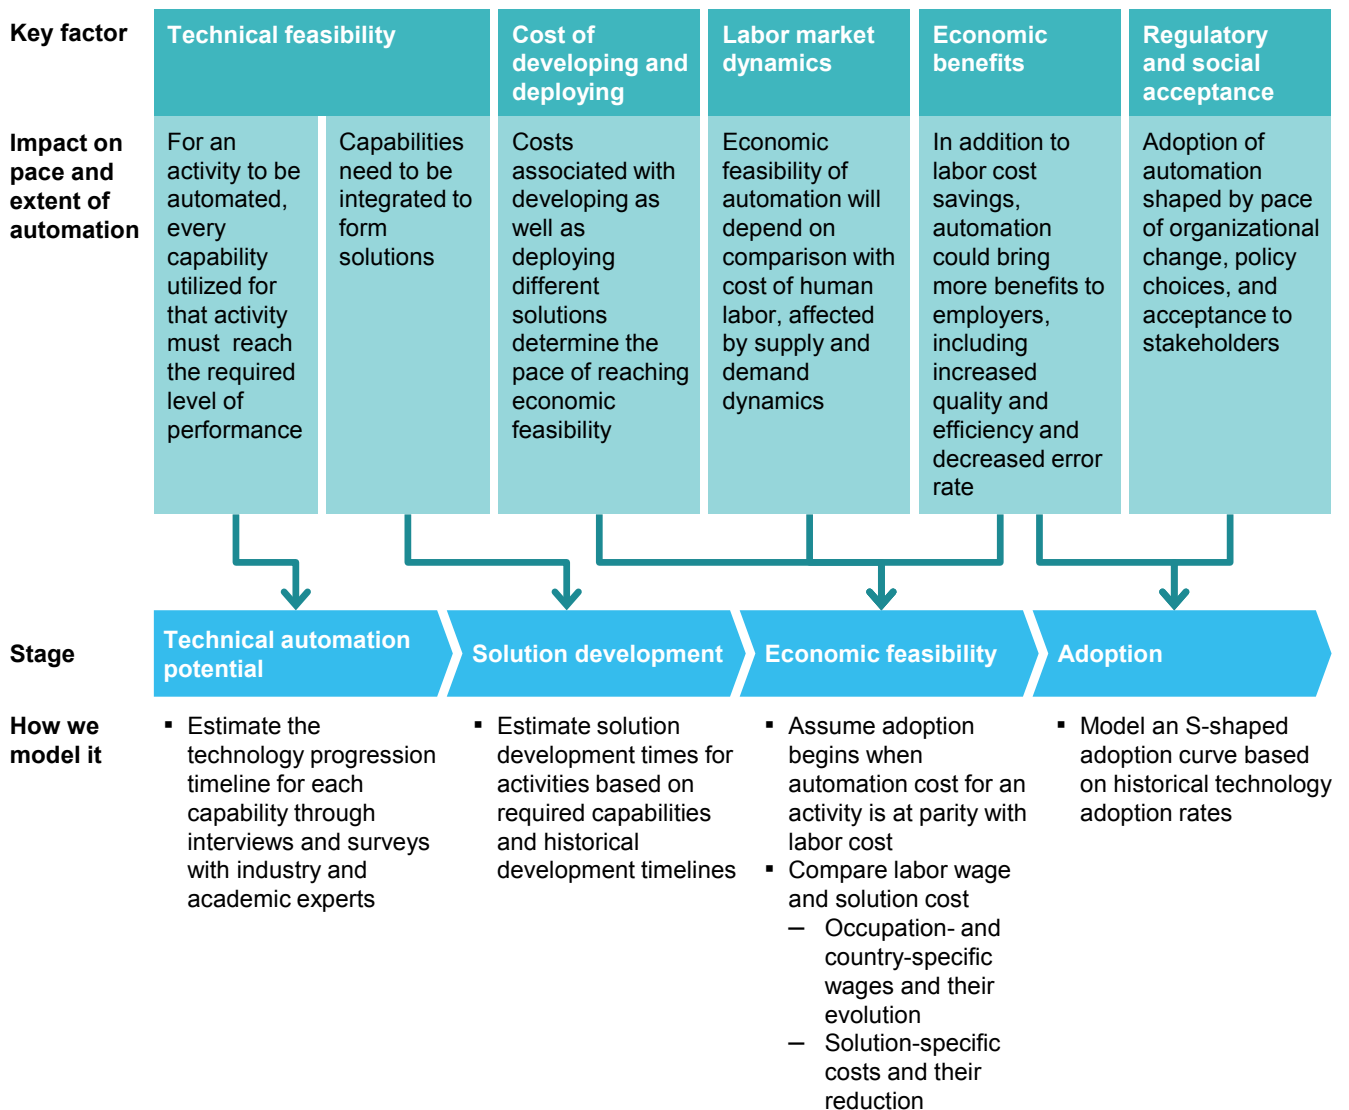 Key factor
Technical feasibility
Cost of
developing and
deploying
Labor market
dynamics
Economic
benefits
Regulatory
and social
acceptance
Impact on
pace and
extent of
automation
For an
activity to be
automated,
every
capability
utilized for
that activity
must reach
the required
level of
performance
Capabilities
need to be
integrated to
form
solutions
Costs
associated with
developing as
well as
deploying
different
solutions
determine the
pace of reaching
economic
feasibility
Economic
feasibility of
automation will
depend on
comparison with
cost of human
labor, affected
by supply and
demand
dynamics
In addition to
labor cost
savings,
automation
could bring
more benefits to
employers,
including
increased
quality and
efficiency and
decreased error
rate
Adoption of
automation
shaped by pace
of organizational
change, policy
choices, and
acceptance to
stakeholders
Stage
Technical automation
potential
Solution development
Economic feasibility
Adoption
How we
model it
▪ Estimate the
technology progression
timeline for each
capability through
interviews and surveys
with industry and
academic experts
▪ Estimate solution
development times for
activities based on
required capabilities
and historical
development timelines
▪ Assume adoption
begins when
automation cost for an
activity is at parity with
labor cost
▪ Compare labor wage
and solution cost
– Occupation- and
country-specific
wages and their
evolution
– Solution-specific
costs and their
reduction
▪ Model an S-shaped
adoption curve based
on historical technology
adoption rates